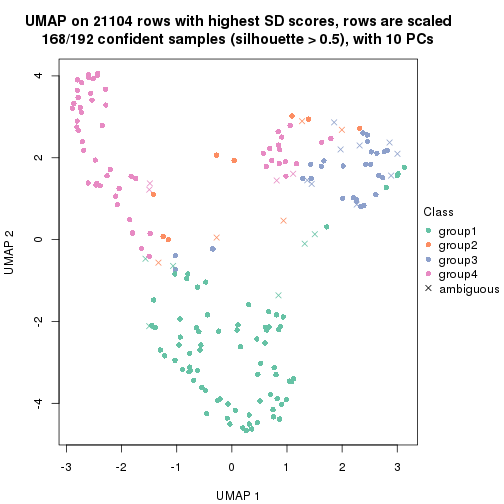 UMAP on 21104 rows with highest SD scores, rows are scaled
168/192 confident samples (silhouette > 0.5), with 10 PCs
4
2
0
-2
-4
UMAP 2
-3
-2
-1
0
1
2
3
UMAP 1
Class
group1
group2
group3
group4
ambiguous